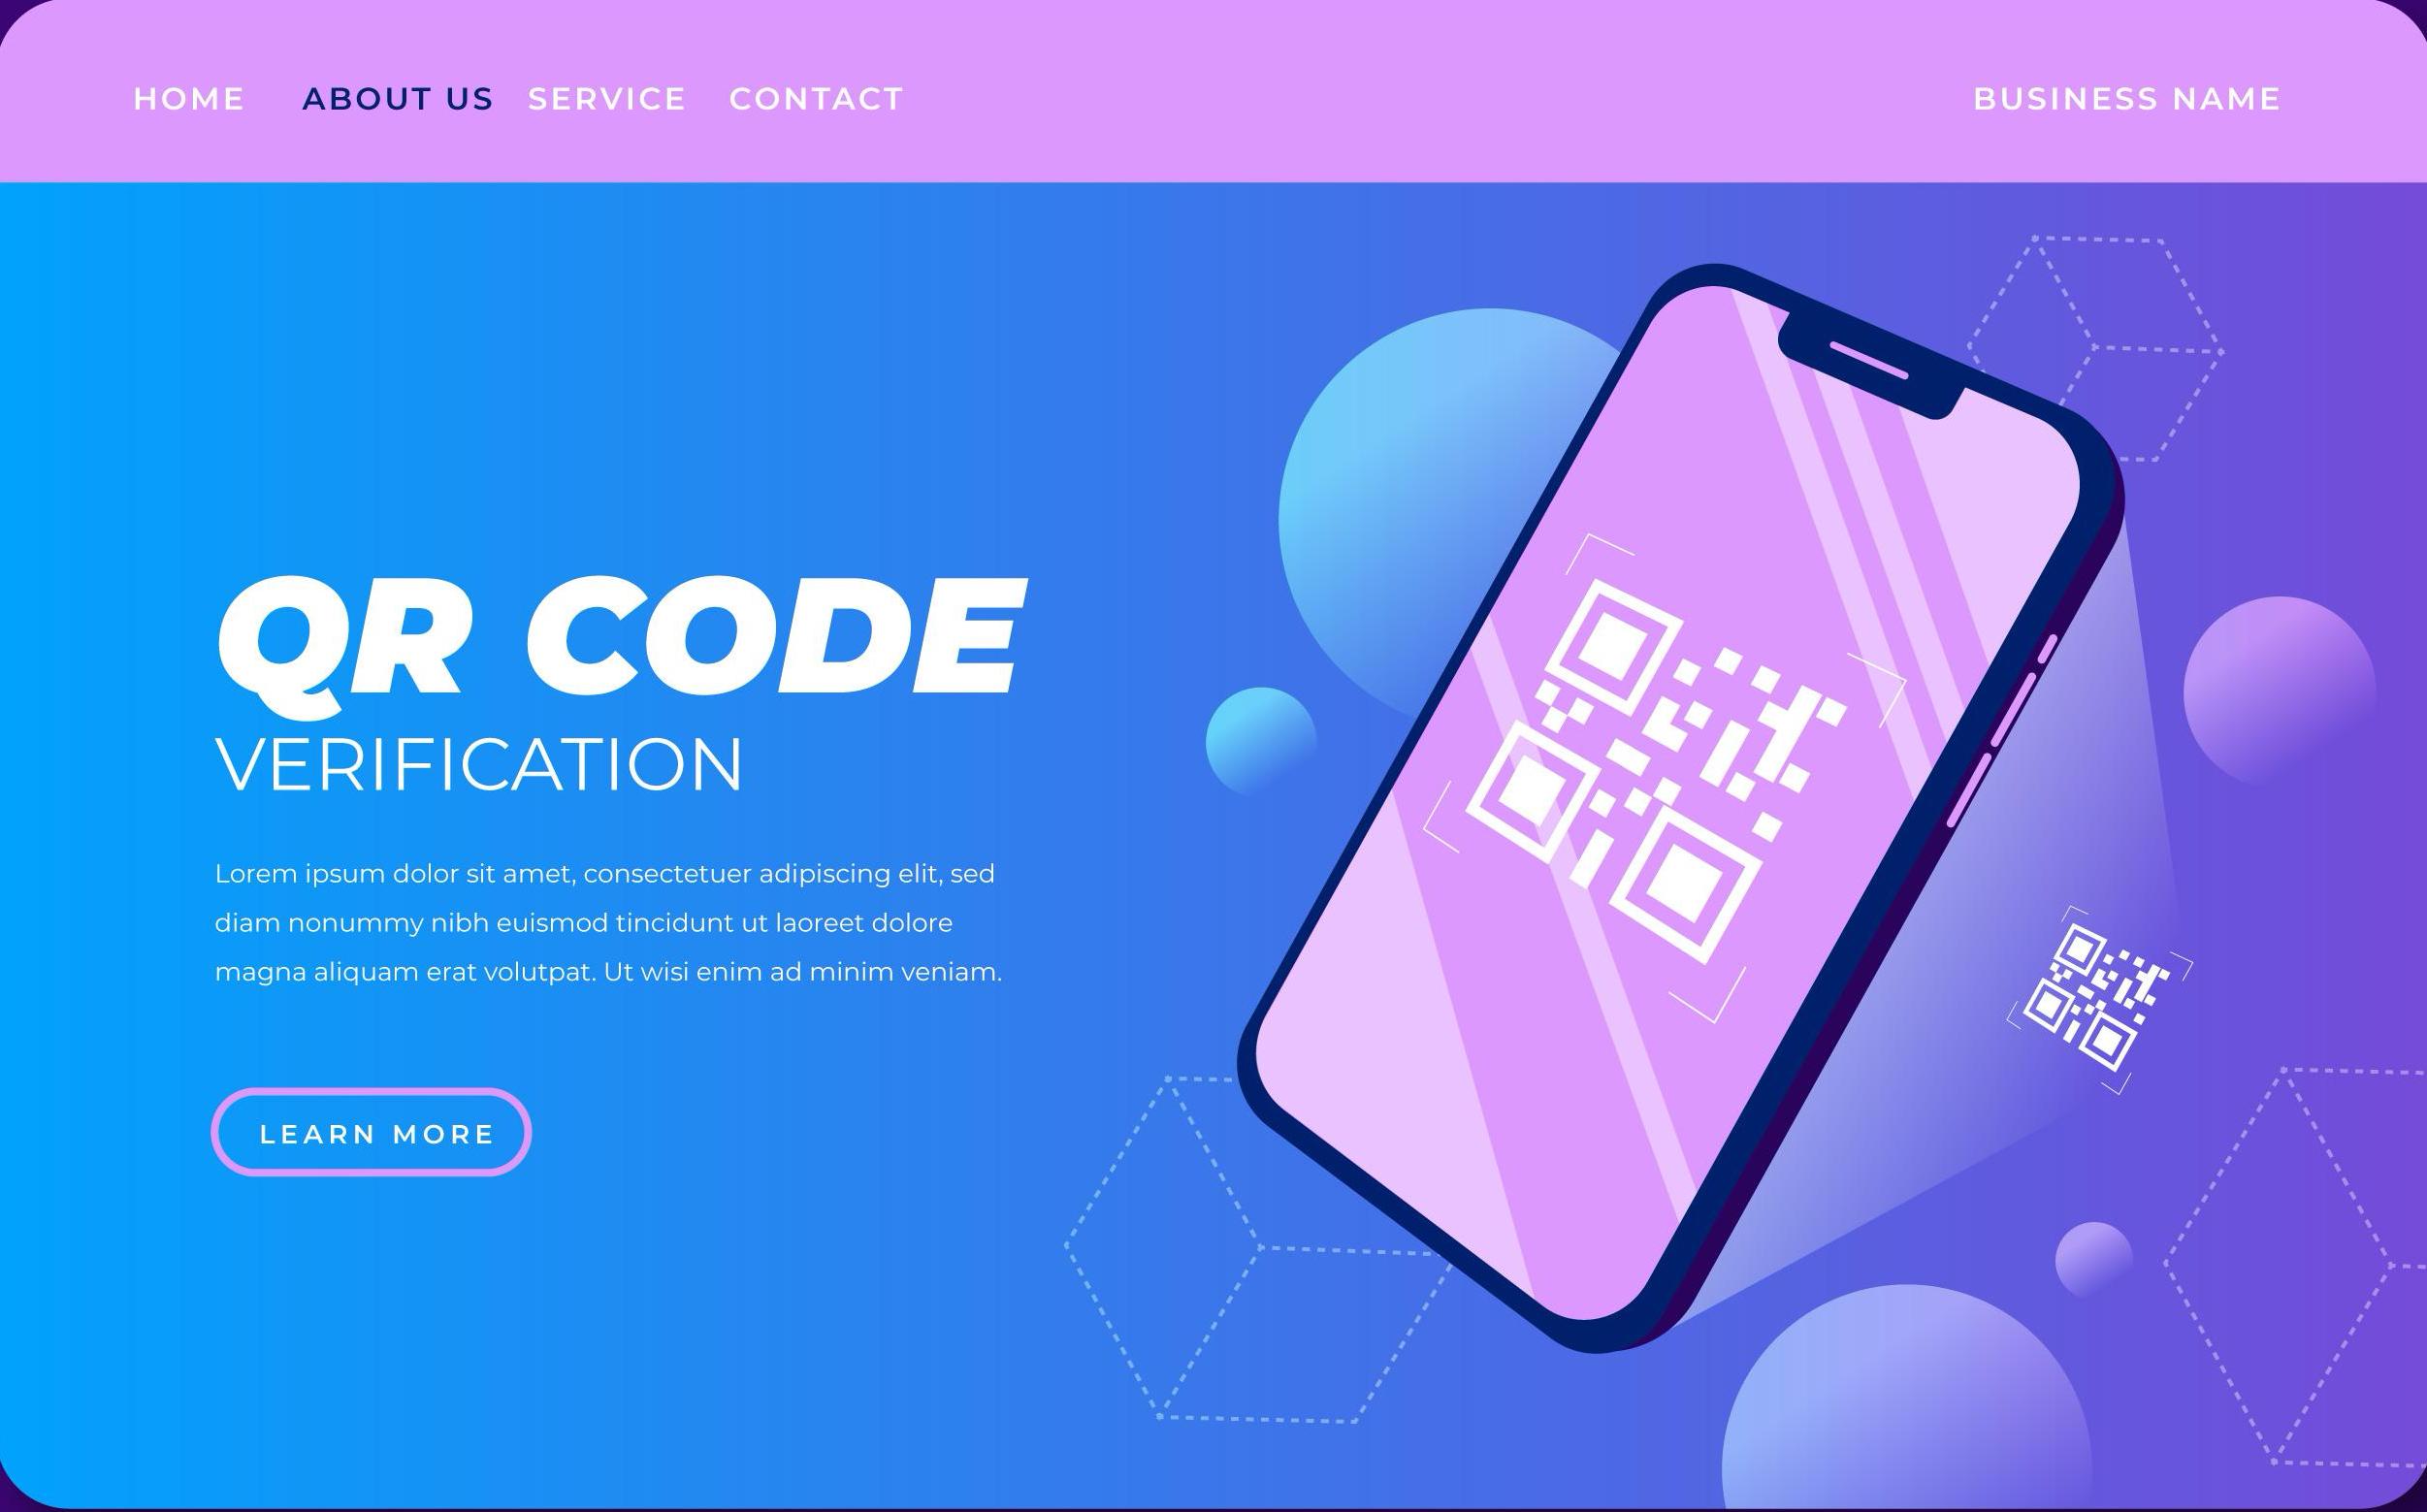 HOME ABOUT US SERVICE CONTACT BUSINESS NAME
QR CODE
VERIFICATION
Lorem ipsum dolor sit amet, consectetuer adipiscing elit, sed
diam nonummy nibh euismod tincidunt ut laoreet dolore
magna aliquam erat volutpat. Ut wisi enim ad minim veniam.
LEARN MORE